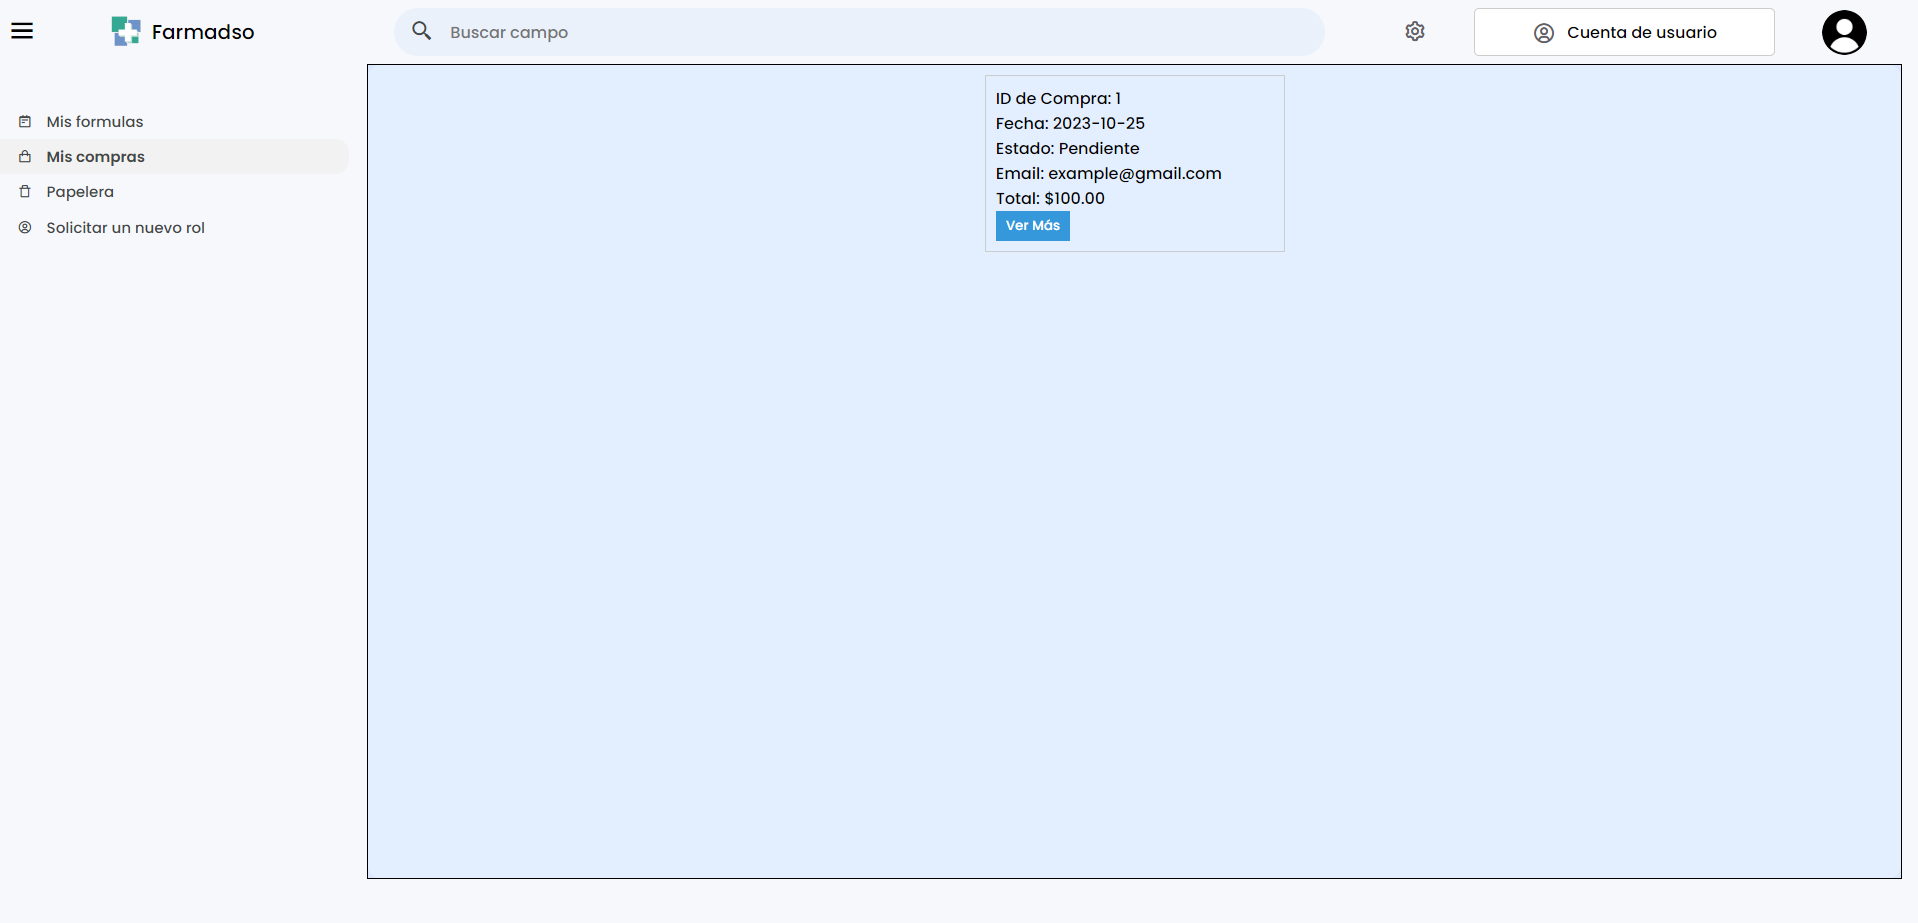 Farmadso
Buscar campo
Cuenta de usuario
Mis formulas
Mis compras
Papelera
Solicitar un nuevo rol
ID de Compra: 1
Fecha: 2023-10-25
Estado: Pendiente
Email: example@gmail.com
Total: $100.00
Ver Más